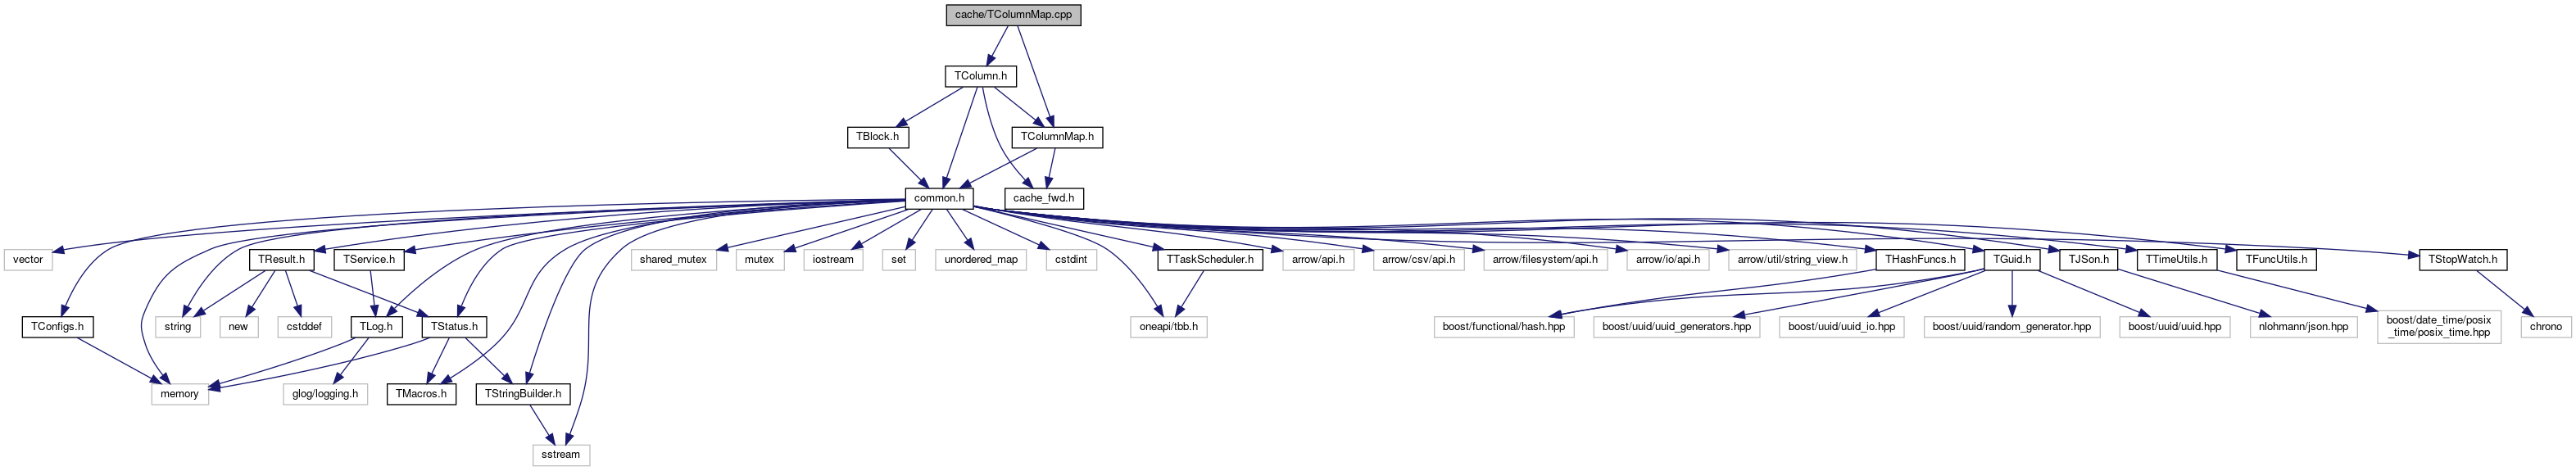 cache/TColumnMap.cpp
TColumn.h
TBlock.h
TColumnMap.h
common.h
cache_fwd.h
vector
TResult.h
TService.h
shared_mutex
mutex
iostream
set
unordered_map
cstdint
TTaskScheduler.h
arrow/api.h
arrow/csv/api.h
arrow/filesystem/api.h
arrow/io/api.h
arrow/util/string_view.h
THashFuncs.h
TGuid.h
TJSon.h
TTimeUtils.h
TFuncUtils.h
TStopWatch.h
TConfigs.h
string
new
cstddef
TLog.h
TStatus.h
oneapi/tbb.h
boost/functional/hash.hpp
boost/uuid/uuid_generators.hpp
boost/uuid/uuid_io.hpp
boost/uuid/random_generator.hpp
boost/uuid/uuid.hpp
nlohmann/json.hpp
boost/date_time/posix
_time/posix_time.hpp
chrono
memory
glog/logging.h
TMacros.h
TStringBuilder.h
sstream